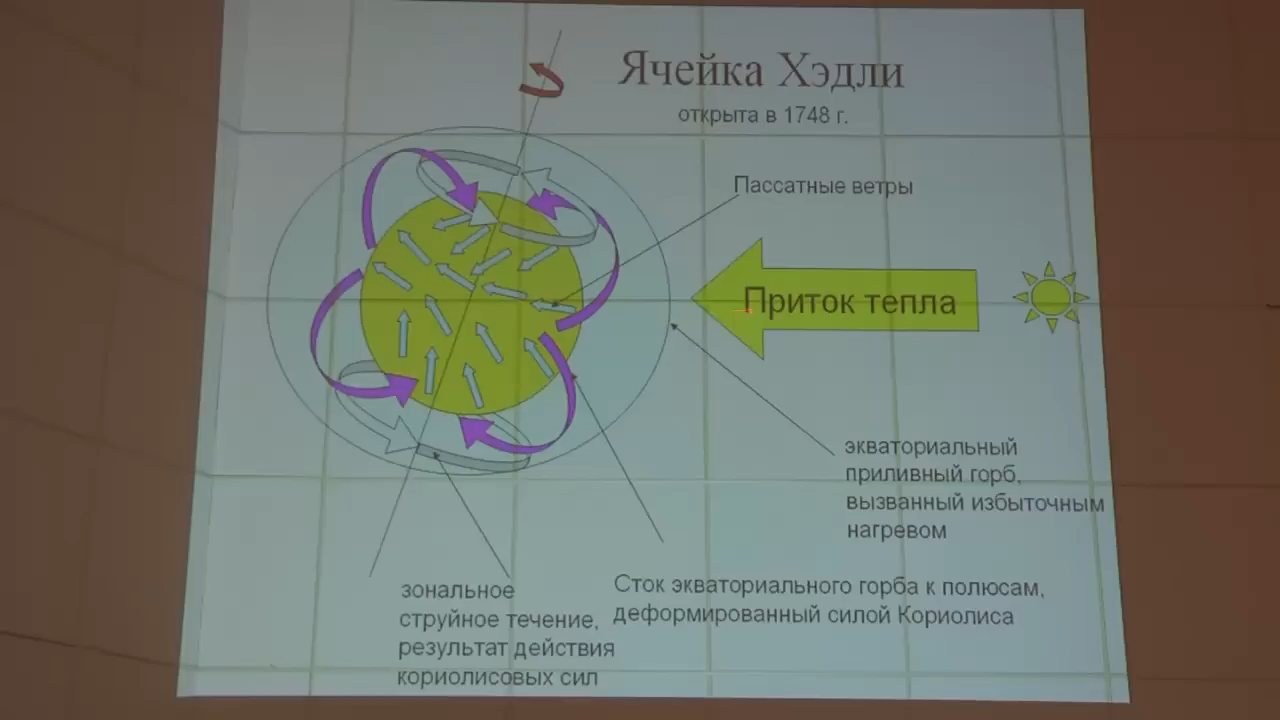 Ячейка Хэдли
открыта в 1748 г.
Пассатные ветры
Приток тепла
экваториальный
приливный горб,
вызванный избыточным
нагревом
Сток экваториального горба к полюсам,
деформированный силой Кориолиса
зональное
струйное течение,
результат действия
кориолисовых сил